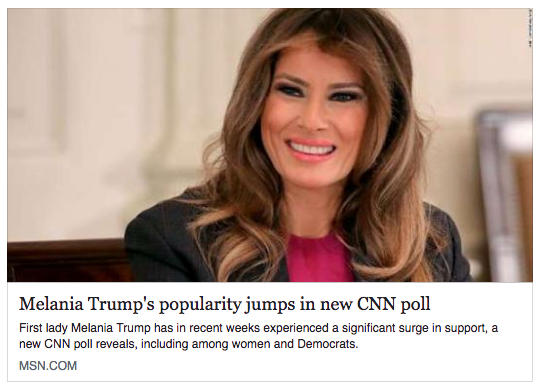 Melania Trump's popularity jumps in new CNN poll
First lady Melania Trump has in recent weeks experienced a significant surge in support, a
new CNN poll reveals, including among women and Democrats.
MSN.COM